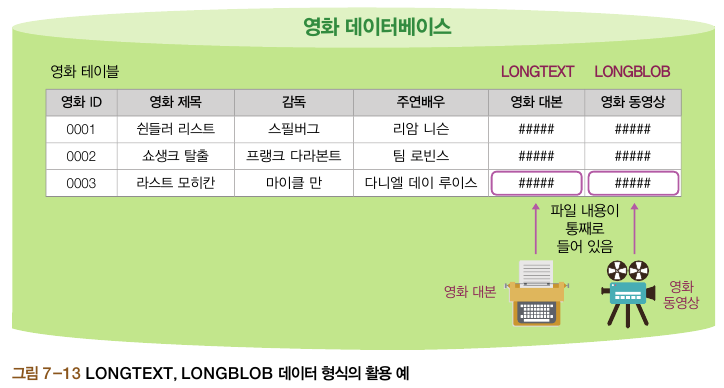 영화 데이터베이스
영화 테이블
LONGTEXT LONGBLOB
영화 ID 영화 제목 감독 주연배우 영화 대본 영화 동영상
0001 쉰들러 리스트 스필버그 리암 니슨 ##### #####
0002 쇼생크 탈출 프랭크 다라본트 팀 로빈스 ##### #####
0003 라스트 모히칸 마이클 만 다니엘 데이 루이스 ##### #####
파일 내용이
통째로
들어 있음
영화 대본
영화
동영상
그림 7-13 LONGTEXT, LONGBLOB 데이터 형식의 활용 예